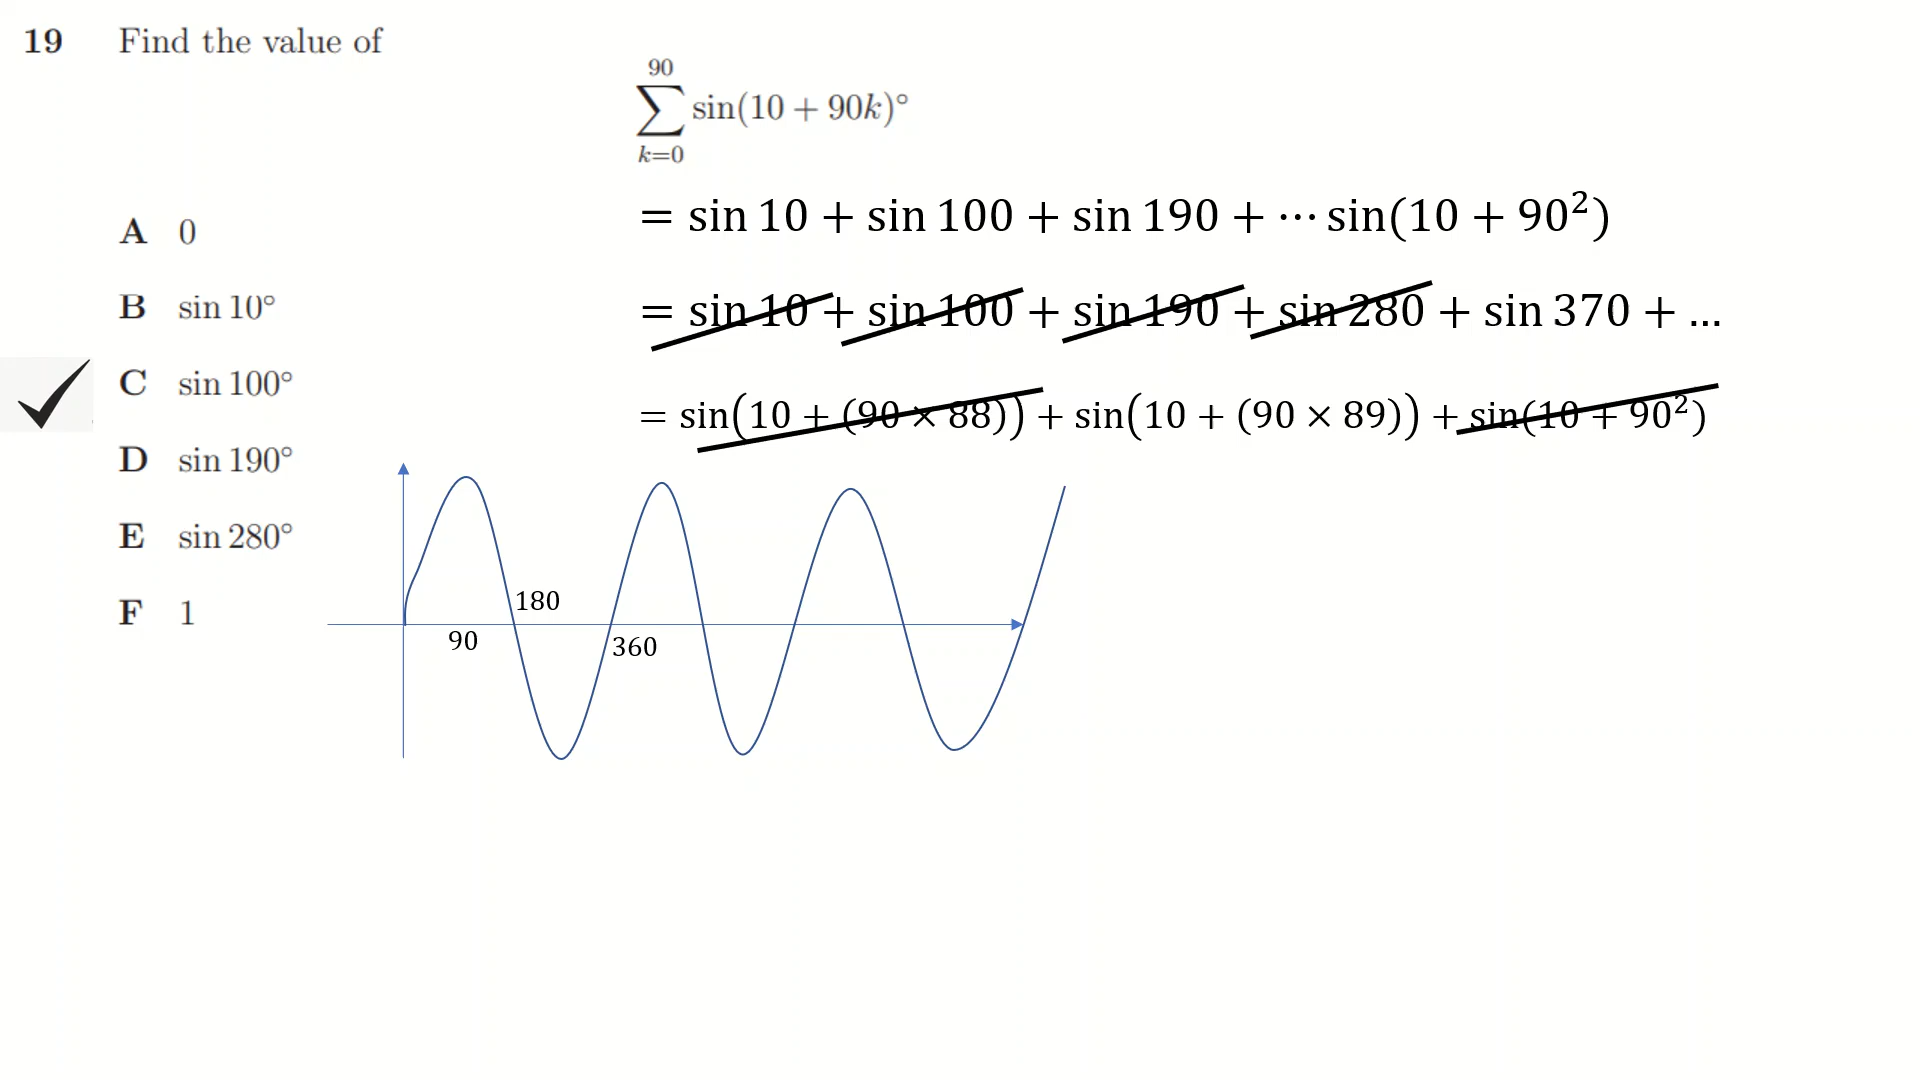 19 Find the value of
∑_{k=0}^{90} sin(10 + 90k)°
= sin 10 + sin 100 + sin 190 + ⋯ sin(10 + 90²)
A 0
= sin 10 + sin 100 + sin 190 + sin 280 + sin 370 + ...
B sin 10°
C sin 100°
= sin(10 + (90 × 88)) + sin(10 + (90 × 89)) + sin(10 + 90²)
D sin 190°
E sin 280°
F 1
180
90
360